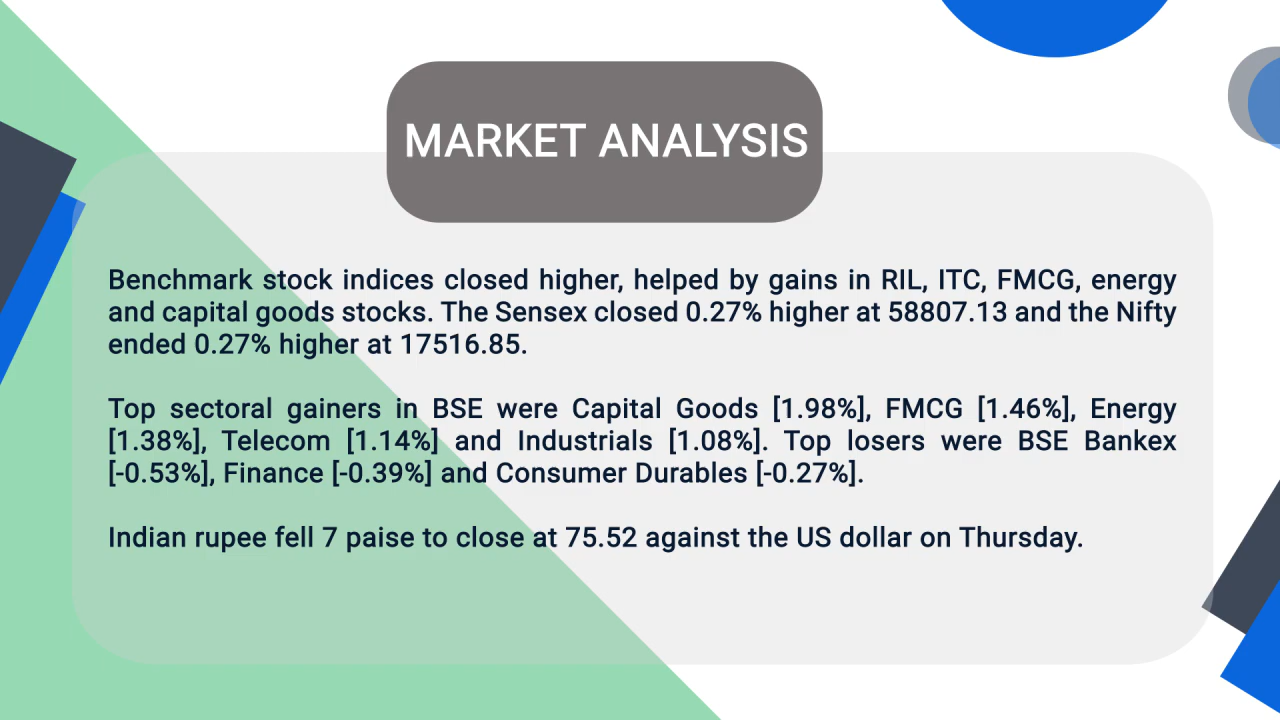 MARKET ANALYSIS
Benchmark stock indices closed higher, helped by gains in RIL, ITC, FMCG, energy
and capital goods stocks. The Sensex closed 0.27% higher at 58807.13 and the Nifty
ended 0.27% higher at 17516.85.
Top sectoral gainers in BSE were Capital Goods [1.98%], FMCG [1.46%], Energy
[1.38%], Telecom [1.14%] and Industrials [1.08%]. Top losers were BSE Bankex
[-0.53%], Finance [-0.39%] and Consumer Durables [-0.27%].
Indian rupee fell 7 paise to close at 75.52 against the US dollar on Thursday.